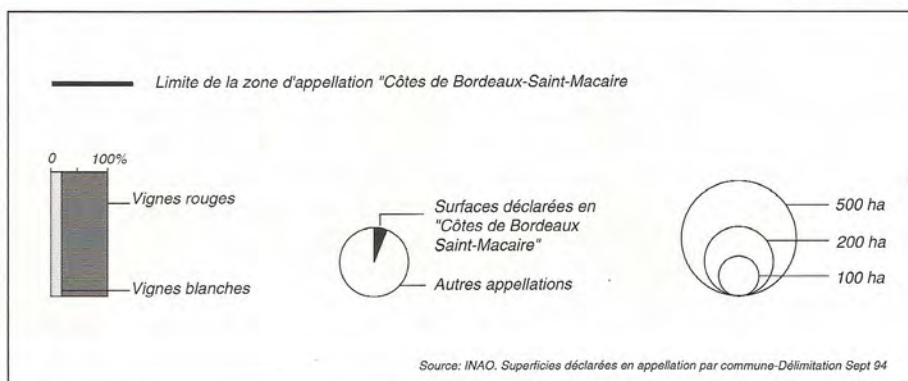 Limite de la zone d'appellation "Côtes de Bordeaux-Saint-Macaire
0 100%
Vignes rouges
Vignes blanches
Surfaces déclarées en
"Côtes de Bordeaux
Saint-Macaire"
Autres appellations
500 ha
200 ha
100 ha
Source: INAO. Superficies déclarées en appellation par commune-Délimitation Sept 94